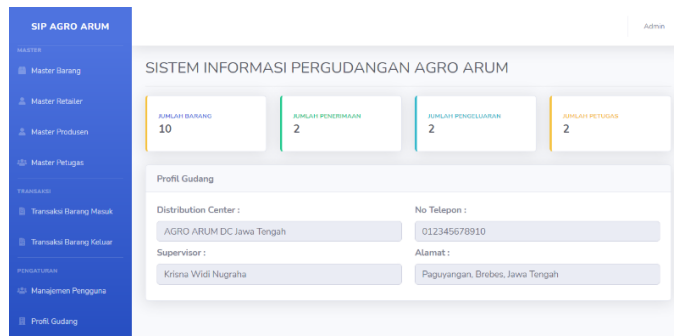 SIP AGRO ARUM
Admin
MASTER
Master Barang
Master Retailer
Master Produsen
Master Petugas
TRANSAKSI
Transaksi Barang Masuk
Transaksi Barang Keluar
PENGATURAN
Manajemen Pengguna
Profil Gudang
SISTEM INFORMASI PERGUDANGAN AGRO ARUM
JUMLAH BARANG
10
JUMLAH PENERIMAAN
2
JUMLAH PENGELUARAN
2
JUMLAH PETUGAS
2
Profil Gudang
Distribution Center :
AGRO ARUM DC Jawa Tengah
No Telepon :
012345678910
Supervisor :
Krisna Widi Nugraha
Alamat :
Paguyangan, Brebes, Jawa Tengah